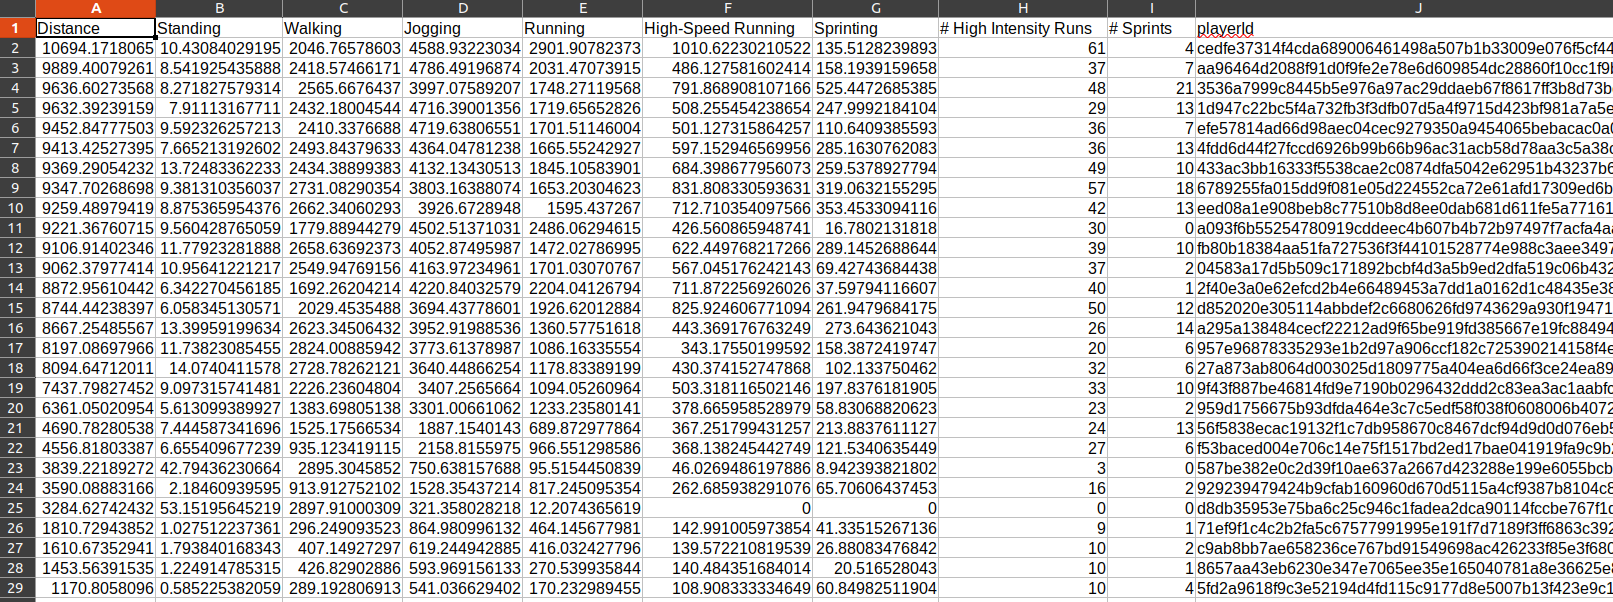 A B C D E F G H I J
1 Distance Standing Walking Jogging Running High-Speed Running Sprinting # High Intensity Runs # Sprints playerId
2 10694.1718065 10.43084029195 2046.76578603 4588.93223034 2901.90782373 1010.62230210522 135.5128239893 61 4 cedfe37314f4cda689006461498a507b1b33009e076f5cf44
3 9889.40079261 8.541925435888 2418.57466171 4786.49196874 2031.47073915 486.127581602414 158.1939159658 37 7 aa96464d2088f91d0f9fe2e78e6d609854dc28860f10cc1f9
4 9636.60273568 8.271827579314 2565.6676437 3997.07589207 1748.27119568 791.868908107166 525.4472685385 48 21 3536a7999c8445b5e976a97ac29ddaeb67f8617ff3b8d73b
5 9632.39239159 7.91113167711 2432.18004544 4716.39001356 1719.65652826 508.255454238654 247.9992184104 29 13 1d947c22bc5f4a732fb3f3dfb07d5a4f9715d423bf981a7a5e
6 9452.84777503 9.592326257213 2410.3376688 4719.63806551 1701.51146004 501.127315864257 110.6409385593 36 7 efe57814ad66d98aec04cec9279350a9454065bebacac0a
7 9413.42527395 7.665213192602 2493.84379633 4364.04781238 1665.55242927 597.152946569956 285.1630762083 36 13 4fdd6d44f27fccd6926b99b66b96ac31acb58d78aa3c5a38
8 9369.29054232 13.72483362233 2434.38899383 4132.13430513 1845.10583901 684.398677956073 259.5378927794 49 10 433ac3bb16333f5538cae2c0874dfa5042e62951b43237b6
9 9347.70268698 9.381310356037 2731.08290354 3803.16388074 1653.20304623 831.808330593631 319.0632155295 57 18 6789255fa015dd9f081e05d224552ca72e61afd17309ed6b
10 9259.48979419 8.875365954376 2662.34060293 3926.6728948 1595.437267 712.710354097566 353.4533094116 42 13 eed08a1e908beb8c77510b8d8ee0dab681d611fe5a77161
11 9221.36760715 9.560428765059 1779.88944279 4502.51371031 2486.06294615 426.560865948741 16.7802131818 30 0 a093f6b55254780919cddeec4b607b4b72b97497f7acfa4a
12 9106.91402346 11.77923281888 2658.63692373 4052.87495987 1472.02786995 622.449768217266 289.1452688644 39 10 fb80b18384aa51fa727536f3f44101528774e988c3aee3497
13 9062.37977414 10.95641221217 2549.94769156 4163.97234961 1701.03070767 567.045176242143 69.42743684438 37 2 04583a17d5b509c171892bcbf4d3a5b9ed2dfa519c06b432
14 8872.95610442 6.342270456185 1692.26204214 4220.84032579 2204.04126794 711.872256926026 37.59794116607 40 1 2f40e3a0e62efcd2b4e66489453a7dd1a0162d1c48435e38
15 8744.44238397 6.058345130571 2029.4535488 3694.43778601 1926.62012884 825.924606771094 261.9479684175 50 12 d852020e305114abbdef2c6680626fd9743629a930f19471
16 8667.25485567 13.39959199634 2623.34506432 3952.91988536 1360.57751618 443.369176763249 273.643621043 26 14 a295a138484cecf22212ad9f65be919fd385667e19fc88494
17 8197.08697966 11.73823085455 2824.00885942 3773.61378987 1086.16335554 343.17550199592 158.3872419747 20 6 957e96878335293e1b2d97a906ccf182c725390214158f4e
18 8094.64712011 14.0740411578 2728.78262121 3640.44866254 1178.83389199 430.374152747868 102.133750462 32 6 27a873ab8064d003025d1809775a404ea6d66f3ce24ea89
19 7437.79827452 9.097315741481 2226.23604804 3407.2565664 1094.05260964 503.318116502146 197.8376181905 33 10 9f43f887be46814fd9e7190b0296432ddd2c83ea3ac1aabfc
20 6361.05020954 5.613099389927 1383.69805138 3301.00661062 1233.23580141 378.665958528979 58.83068820623 23 2 959d1756675b93dfda464e3c7c5edf58f038f0608006b4072
21 4690.78280538 7.444587341696 1525.17566534 1887.1540143 689.872977864 367.251799431257 213.8837611127 24 13 56f5838ecac19132f1c7db958670c8467dcf94d9d0d076eb5
22 4556.81803387 6.655409677239 935.123419115 2158.8155975 966.551298586 368.138245442749 121.5340635449 27 6 f53baced004e706c14e75f1517bd2ed17bae041919fa9c9b
23 3839.22189272 42.79436230664 2895.3045852 750.638157688 95.5154450839 46.0269486197886 8.942393821802 3 0 587be382e0c2d39f10ae637a2667d423288e199e6055bcb
24 3590.08883166 2.18460939595 913.912752102 1528.35437214 817.245095354 262.685938291076 65.70606437453 16 2 929239479424b9cfab160960d670d5115a4cf9387b8104c8
25 3284.62742432 53.15195645219 2897.91000309 321.358028218 12.2074365619 0 0 0 0 d8db35953e75ba6c25c946c1fadea2dca90114fccbe767f1
26 1810.72943852 1.027512237361 296.249093523 864.980996132 464.145677981 142.991005973854 41.33515267136 9 1 71ef9f1c4c2b2fa5c67577991995e191f7d7189f3ff6863c392
27 1610.67352941 1.793840168343 407.14927297 619.244942885 416.032427796 139.572210819539 26.88083476842 10 2 c9ab8bb7ae658236ce767bd91549698ac426233f85e3f680
28 1453.56391535 1.224914785315 426.82902886 593.969156133 270.539935844 140.484351684014 20.516528043 10 1 8657aa43eb6230e347e7065ee35e165040781a8e36625e
29 1170.8058096 0.585225382059 289.192806913 541.036629402 170.232989455 108.908333334649 60.84982511904 10 4 5fd2a9618f9c3e52194d4fd115c9177d8e5007b13f423e9c1